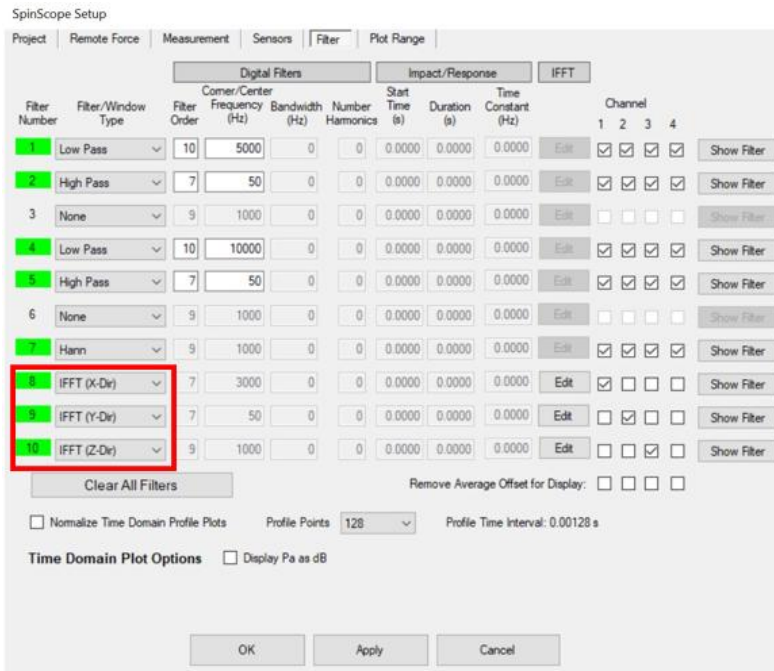 SpinScope Setup
Project Remote Force Measurement Sensors Filter Plot Range
Digital Filters Impact/Response IFFT
Filter Number Filter/Window Type Filter Order Corner/Center Frequency (Hz) Bandwidth (Hz) Number Harmonics Start Time (s) Duration (s) Time Constant (Hz) Channel 1 2 3 4
1 Low Pass 10 5000 0 0 0.0000 0.0000 0.0000 Edit Show Filter
2 High Pass 7 50 0 0 0.0000 0.0000 0.0000 Edit Show Filter
3 None 9 1000 0 0 0.0000 0.0000 0.0000 Edit Show Filter
4 Low Pass 10 10000 0 0 0.0000 0.0000 0.0000 Edit Show Filter
5 High Pass 7 50 0 0 0.0000 0.0000 0.0000 Edit Show Filter
6 None 9 1000 0 0 0.0000 0.0000 0.0000 Edit Show Filter
7 Hann 9 1000 0 0 0.0000 0.0000 0.0000 Edit Show Filter
8 IFFT (X-Dir) 7 3000 0 0 0.0000 0.0000 0.0000 Edit Show Filter
9 IFFT (Y-Dir) 7 50 0 0 0.0000 0.0000 0.0000 Edit Show Filter
10 IFFT (Z-Dir) 9 1000 0 0 0.0000 0.0000 0.0000 Edit Show Filter
Clear All Filters Remove Average Offset for Display:
Normalize Time Domain Profile Plots Profile Points 128 Profile Time Interval: 0.00128 s
Time Domain Plot Options Display Pa as dB
OK Apply Cancel